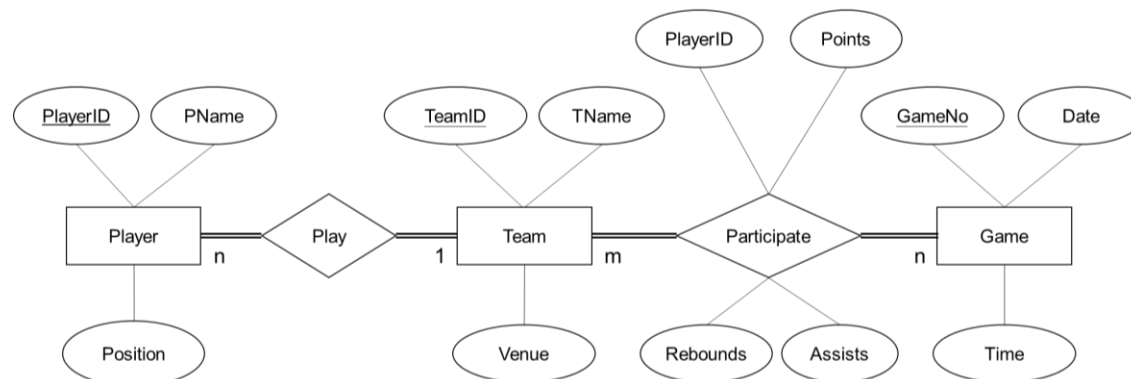 PlayerID
Points
PlayerID
PName
TeamID
TName
GameNo
Date
Player
n
Play
1
Team
m
Participate
n
Game
Position
Venue
Rebounds
Assists
Time